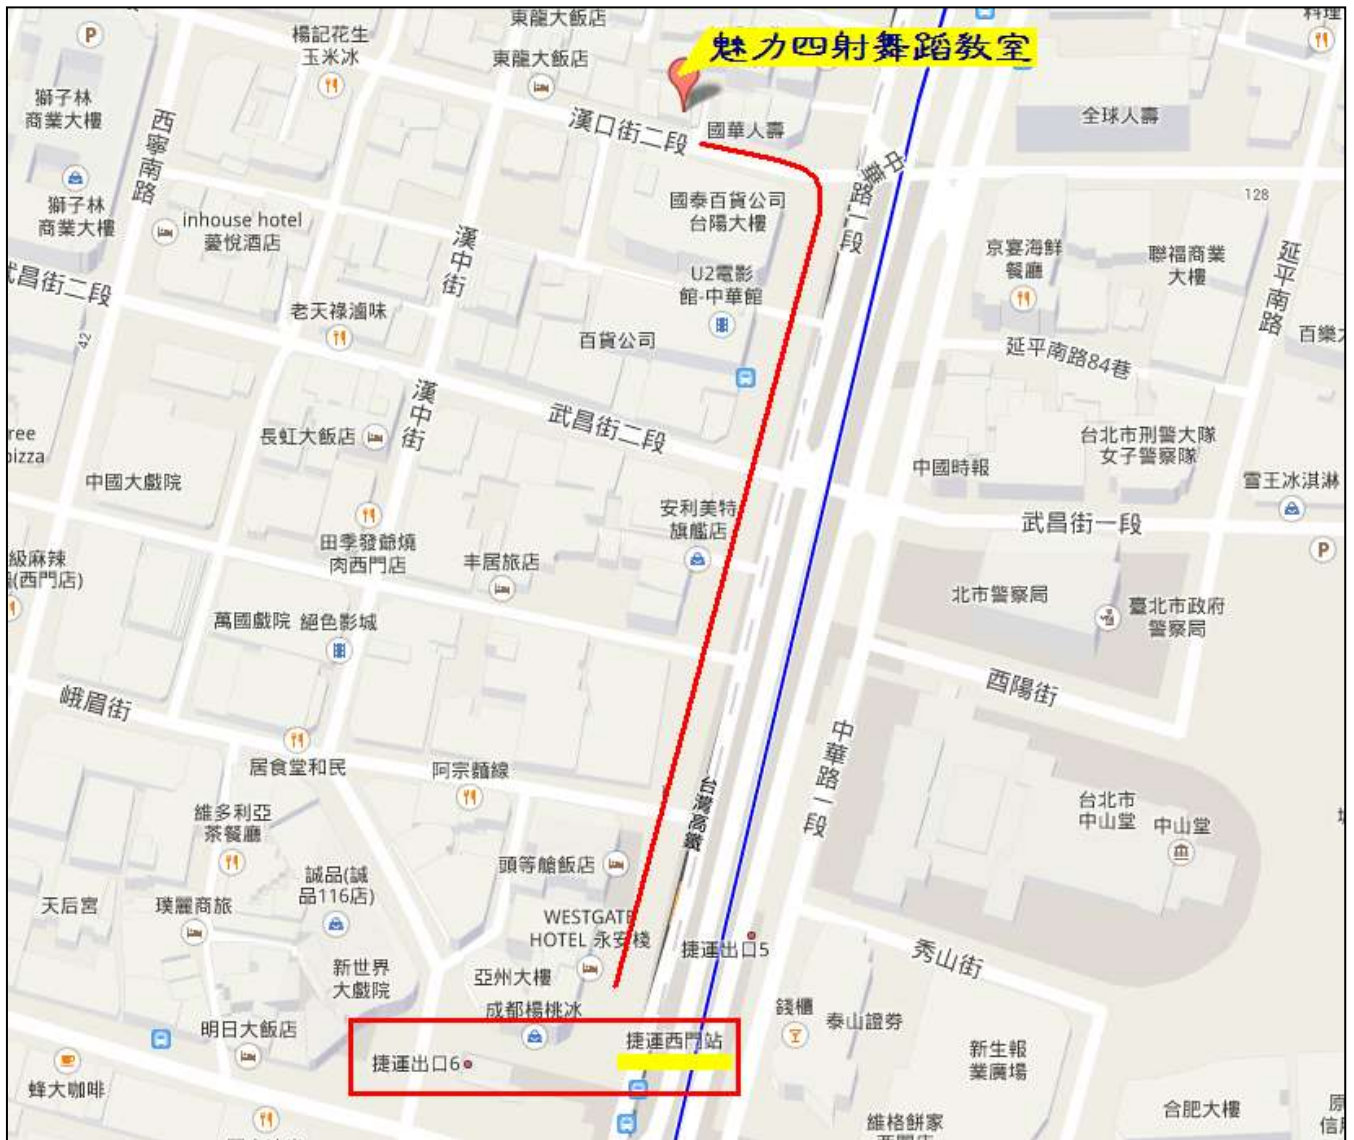 東龍大飯店
料理
楊記花生
玉米冰
東龍大飯店
魅力四射舞蹈教室
P
獅子林
商業大樓
西寧南路
漢口街二段
國華人壽
全球人壽
中華路一段
獅子林
商業大樓
inhouse hotel
薆悅酒店
漢中街
國泰百貨公司
台陽大樓
128
京宴海鮮
餐廳
聯福商業
大樓
延平南路
武昌街二段
U2電影
館-中華館
老天祿滷味
42
百貨公司
延平南路84巷
百樂
漢中街
武昌街二段
ree
pizza
長虹大飯店
中國大戲院
台北市刑警大隊
女子警察隊
中國時報
雪王冰淇淋
安利美特
旗艦店
武昌街一段
P
級麻辣
(西門店)
田季發爺燒
肉西門店
丰居旅店
北市警察局
臺北市政府
警察局
萬國戲院
絕色影城
酉陽街
峨眉街
中華路一段
居食堂和民
阿宗麵線
台灣高鐵
維多利亞
茶餐廳
台北市
中山堂
中山堂
頭等艙飯店
誠品(誠
品116店)
天后宮
璞麗商旅
WESTGATE
HOTEL 永安棧
捷運出口5
秀山街
新世界
大戲院
亞州大樓
成都楊桃冰
錢櫃
泰山證券
明日大飯店
捷運西門站
捷運出口6
新生報
業廣場
蜂大咖啡
合肥大樓
維格餅家